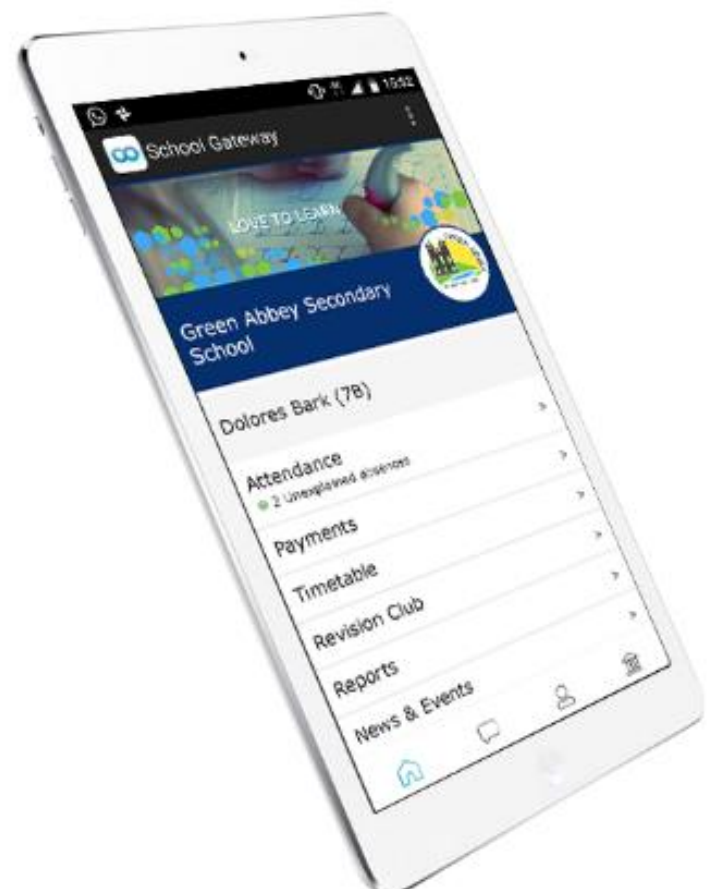 15:52
School Gateway
LOVE TO LEARN
Green Abbey Secondary
School
Dolores Bark (7B)
Attendance
2 Unexplained absences
Payments
Timetable
Revision Club
Reports
News & Events